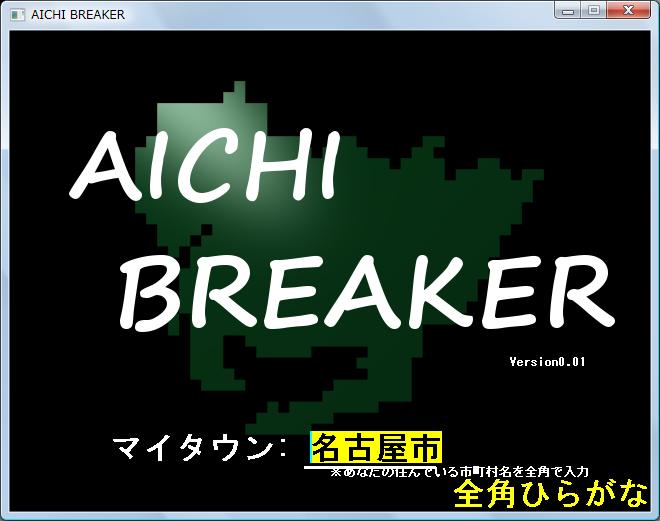 AICHI BREAKER
AICHI
BREAKER
Version0.01
マイタウン: 名古屋市
※あなたの住んでいる市町村名を全角で入力
全角ひらがな